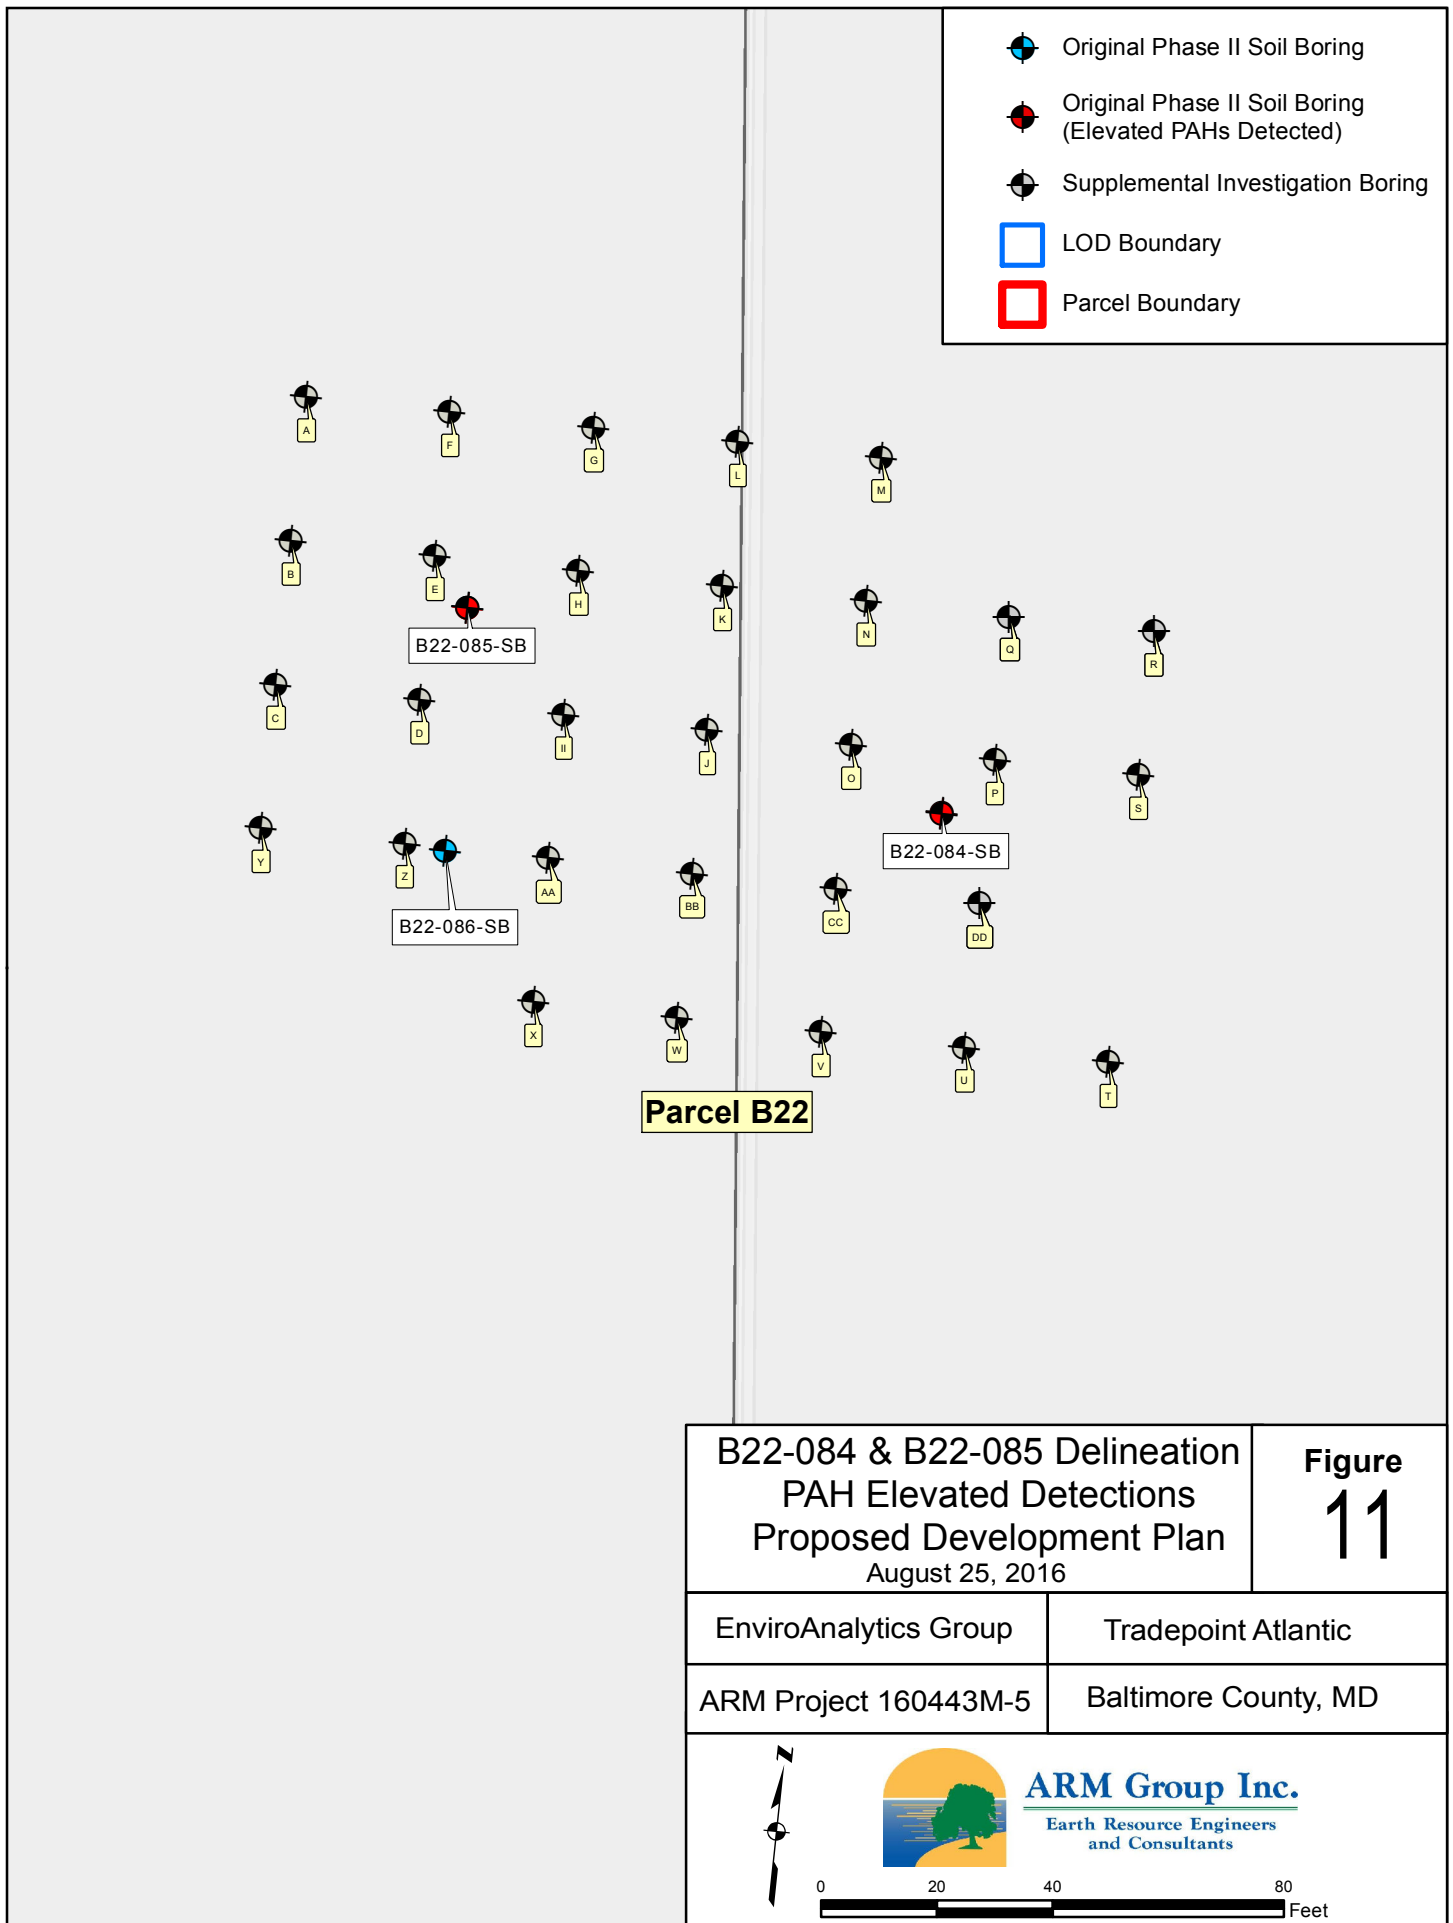 Original Phase II Soil Boring
Original Phase II Soil Boring
(Elevated PAHs Detected)
Supplemental Investigation Boring
LOD Boundary
Parcel Boundary
A
F
G
L
M
B
E
H
K
N
Q
R
B22-085-SB
C
D
II
J
O
P
S
B22-084-SB
Y
Z
AA
BB
CC
DD
B22-086-SB
X
W
V
U
T
Parcel B22
B22-084 & B22-085 Delineation
PAH Elevated Detections
Proposed Development Plan
August 25, 2016
Figure
11
EnviroAnalytics Group
Tradepoint Atlantic
ARM Project 160443M-5
Baltimore County, MD
N
ARM Group Inc.
Earth Resource Engineers
and Consultants
0 20 40 80
Feet